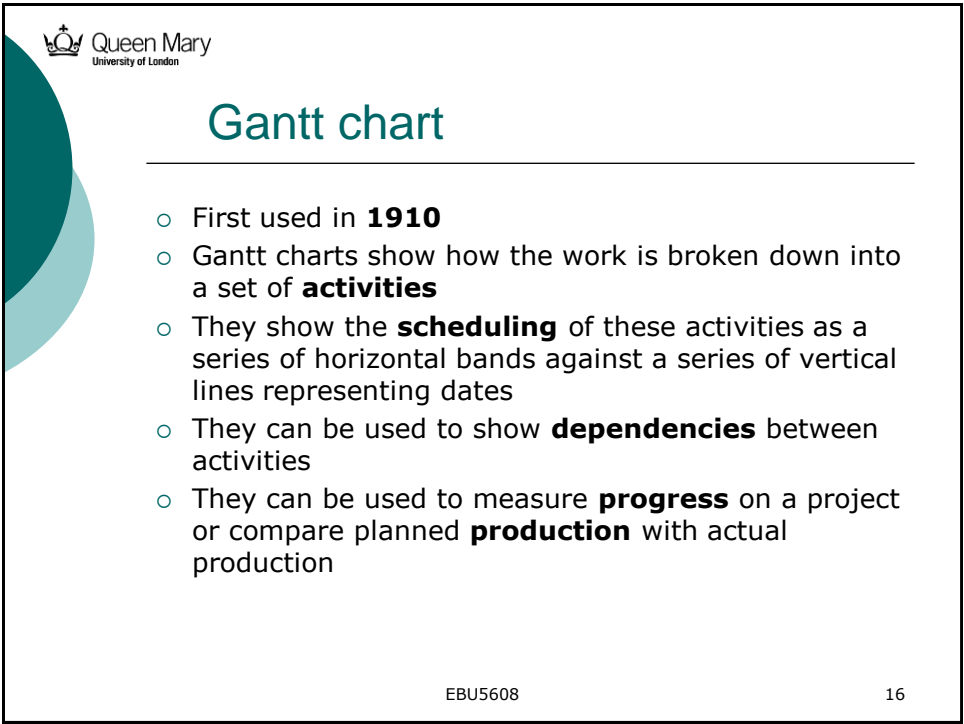 Queen Mary
University of London
Gantt chart
First used in 1910
Gantt charts show how the work is broken down into
a set of activities
They show the scheduling of these activities as a
series of horizontal bands against a series of vertical
lines representing dates
They can be used to show dependencies between
activities
They can be used to measure progress on a project
or compare planned production with actual
production
EBU5608
16